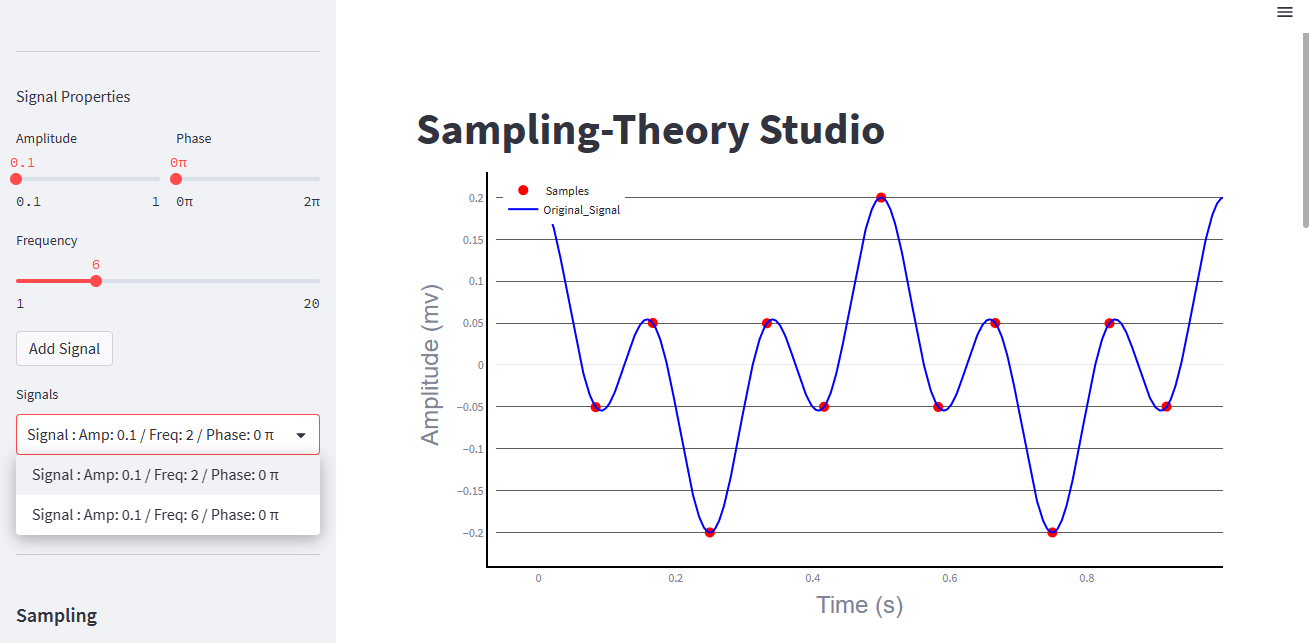 Signal Properties
Amplitude Phase
0.1 0π
0.1 1 0π 2π
Frequency
6
1 20
Add Signal
Signals
Signal : Amp: 0.1 / Freq: 2 / Phase: 0 π
Signal : Amp: 0.1 / Freq: 2 / Phase: 0 π
Signal : Amp: 0.1 / Freq: 6 / Phase: 0 π
Sampling
Sampling-Theory Studio
Samples
Original_Signal
0.2
0.15
0.1
0.05
0
−0.05
−0.1
−0.15
−0.2
Amplitude (mv)
0 0.2 0.4 0.6 0.8
Time (s)